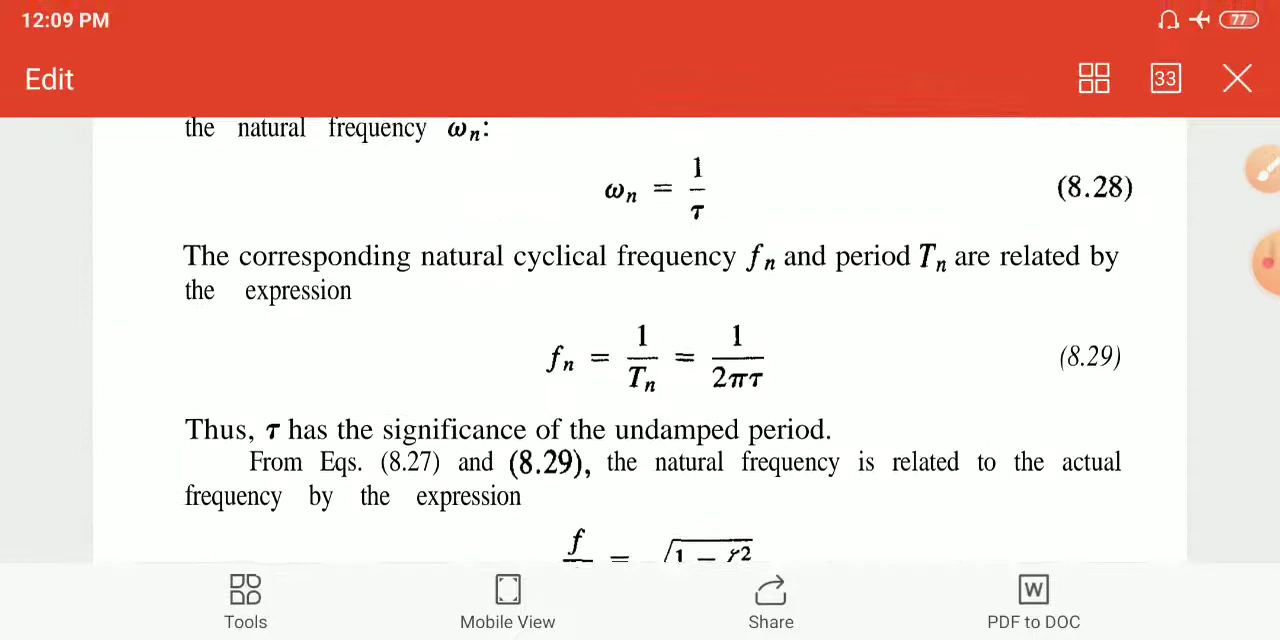 12:09 PM
77
Edit
33
the natural frequency ωn:
ωn = 1/τ (8.28)
The corresponding natural cyclical frequency fn and period Tn are related by
the expression
fn = 1/Tn = 1/2πτ (8.29)
Thus, τ has the significance of the undamped period.
From Eqs. (8.27) and (8.29), the natural frequency is related to the actual
frequency by the expression
f = √1 − ζ2
W
Tools Mobile View Share PDF to DOC